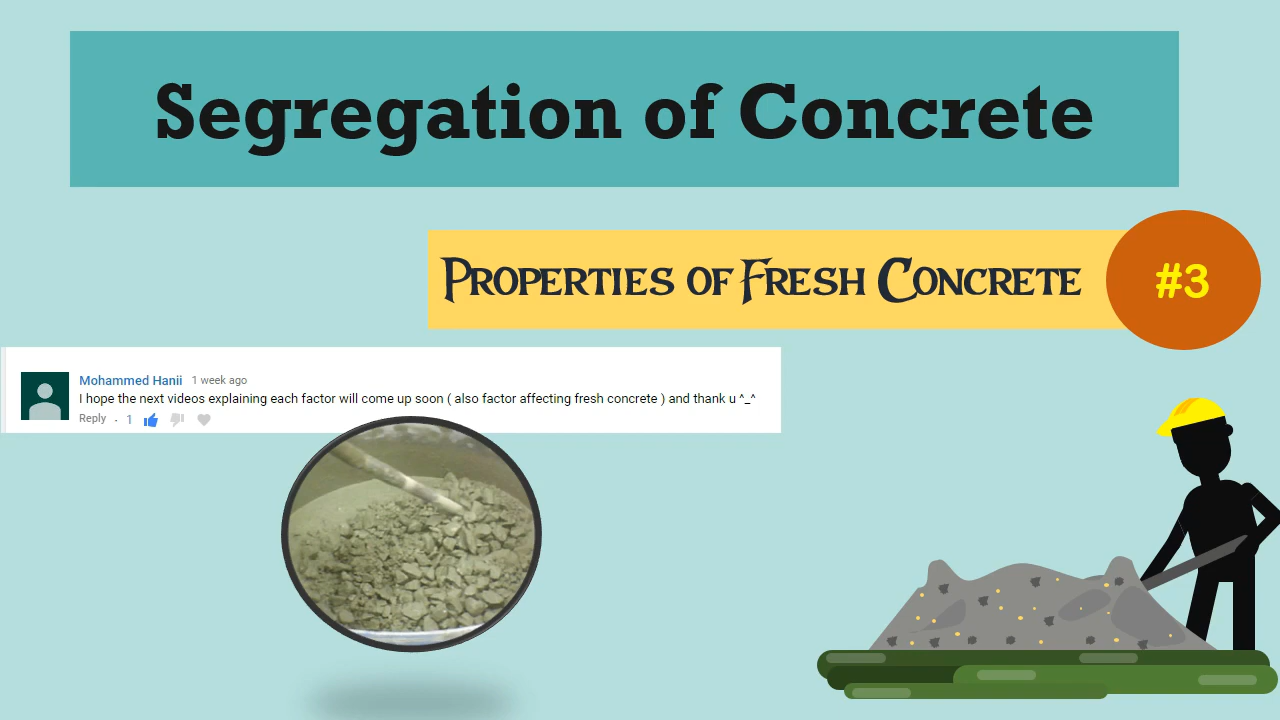 Segregation of Concrete
Properties of Fresh Concrete
#3
Mohammed Hanii 1 week ago
I hope the next videos explaining each factor will come up soon ( also factor affecting fresh concrete ) and thank u ^_^
Reply . 1